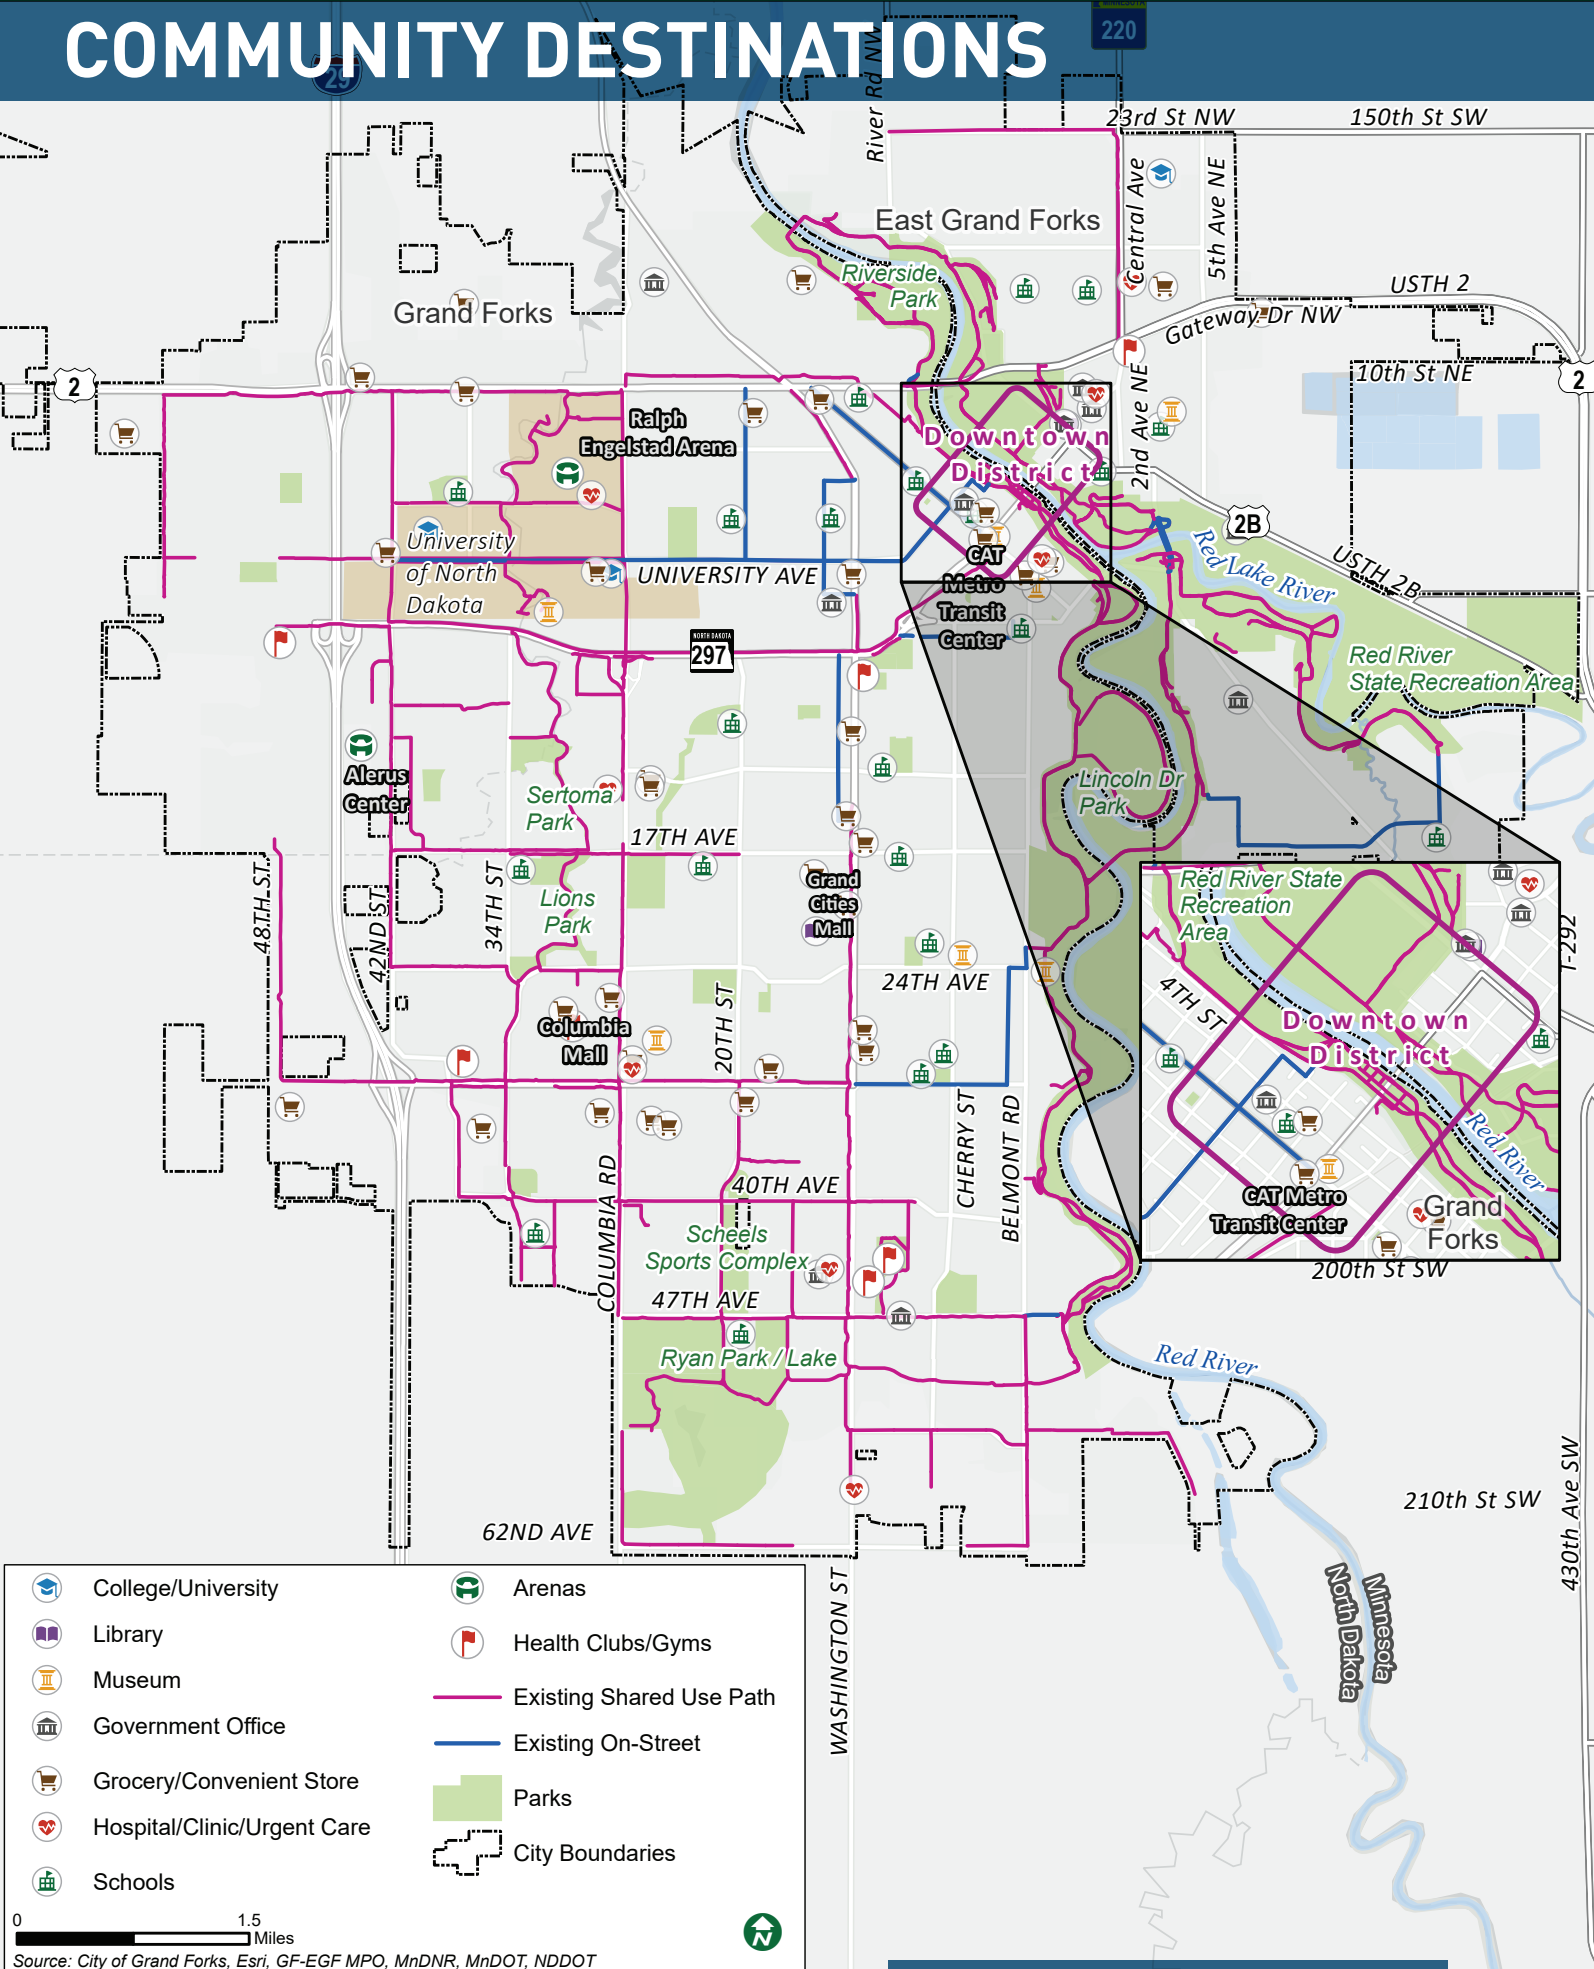 COMMUNITY DESTINATIONS
29
MINNESOTA
220
River Rd NW
23rd St NW
150th St SW
Central Ave
5th Ave NE
East Grand Forks
Riverside
Park
Grand Forks
USTH 2
Gateway Dr NW
10th St NE
2
2
2nd Ave NE
Ralph
Engelstad Arena
Downtown
District
2B
USTH 2B
Red Lake River
University
of North
Dakota
UNIVERSITY AVE
CAT
Metro
Transit
Center
NORTH DAKOTA
297
Red River
State Recreation Area
Alerus
Center
Sertoma
Park
Lincoln Dr
Park
17TH AVE
48TH ST
42ND ST
34TH ST
Lions
Park
Grand
Cities
Mall
24TH AVE
20TH ST
Columbia
Mall
T-292
Red River State
Recreation
Area
4TH ST
Downtown
District
Red River
CAT Metro
Transit Center
Grand
Forks
200th St SW
CHERRY ST
BELMONT RD
COLUMBIA RD
40TH AVE
Scheels
Sports Complex
47TH AVE
Ryan Park / Lake
Red River
210th St SW
430th Ave SW
62ND AVE
WASHINGTON ST
Minnesota
North Dakota
College/University
Library
Museum
Government Office
Grocery/Convenient Store
Hospital/Clinic/Urgent Care
Schools
Arenas
Health Clubs/Gyms
Existing Shared Use Path
Existing On-Street
Parks
City Boundaries
0 1.5
Miles
N
Source: City of Grand Forks, Esri, GF-EGF MPO, MnDNR, MnDOT, NDDOT